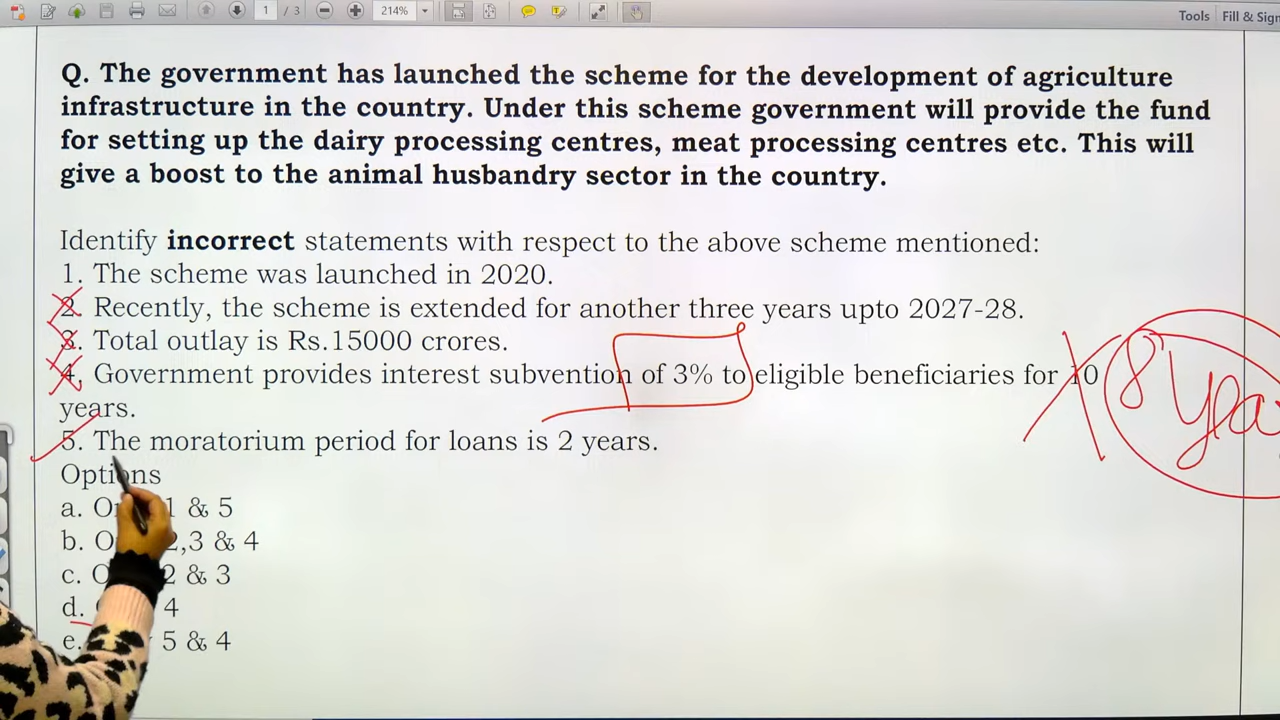 1 / 3 214% Tools Fill & Sign
Q. The government has launched the scheme for the development of agriculture
infrastructure in the country. Under this scheme government will provide the fund
for setting up the dairy processing centres, meat processing centres etc. This will
give a boost to the animal husbandry sector in the country.
Identify incorrect statements with respect to the above scheme mentioned:
1. The scheme was launched in 2020.
2. Recently, the scheme is extended for another three years upto 2027-28.
3. Total outlay is Rs.15000 crores.
4. Government provides interest subvention of 3% to eligible beneficiaries for 10
8
years.
5. The moratorium period for loans is 2 years.
Options
a. 1 & 5
b. 2,3 & 4
c. 2 & 3
d. 4
e. 5 & 4